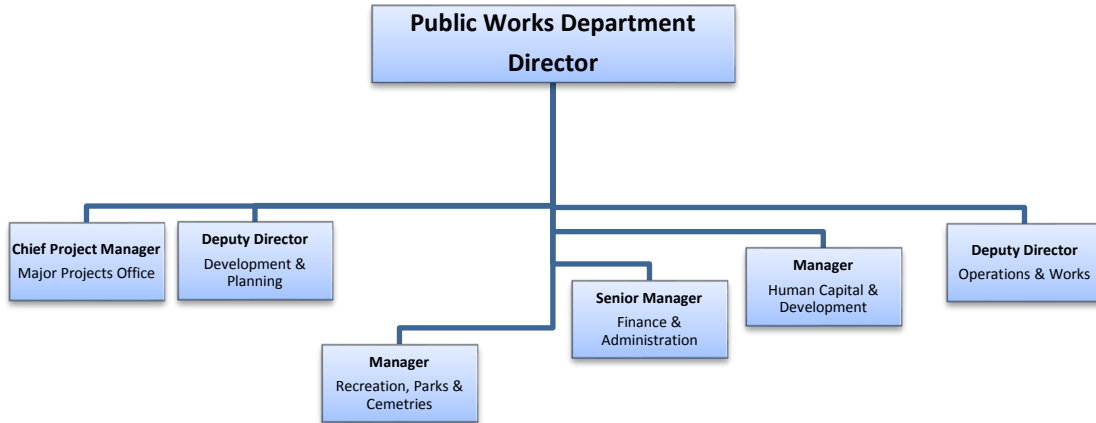 Public Works Department
Director
Chief Project Manager
Major Projects Office
Deputy Director
Development &
Planning
Deputy Director
Operations & Works
Manager
Human Capital &
Development
Senior Manager
Finance &
Administration
Manager
Recreation, Parks &
Cemetries